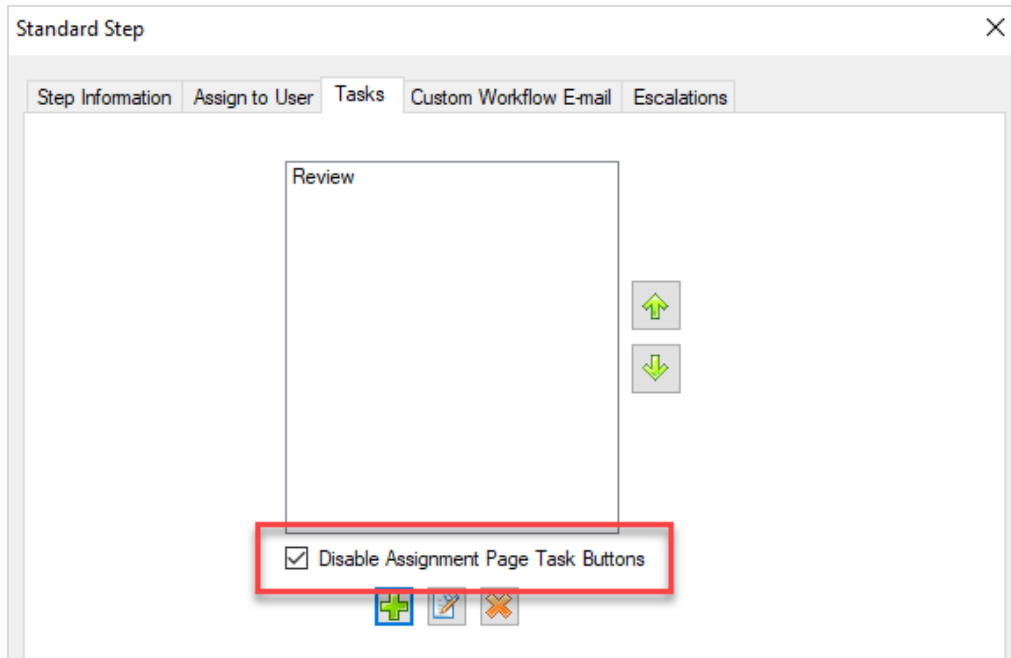 Standard Step
Step Information Assign to User Tasks Custom Workflow E-mail Escalations
Review
Disable Assignment Page Task Buttons